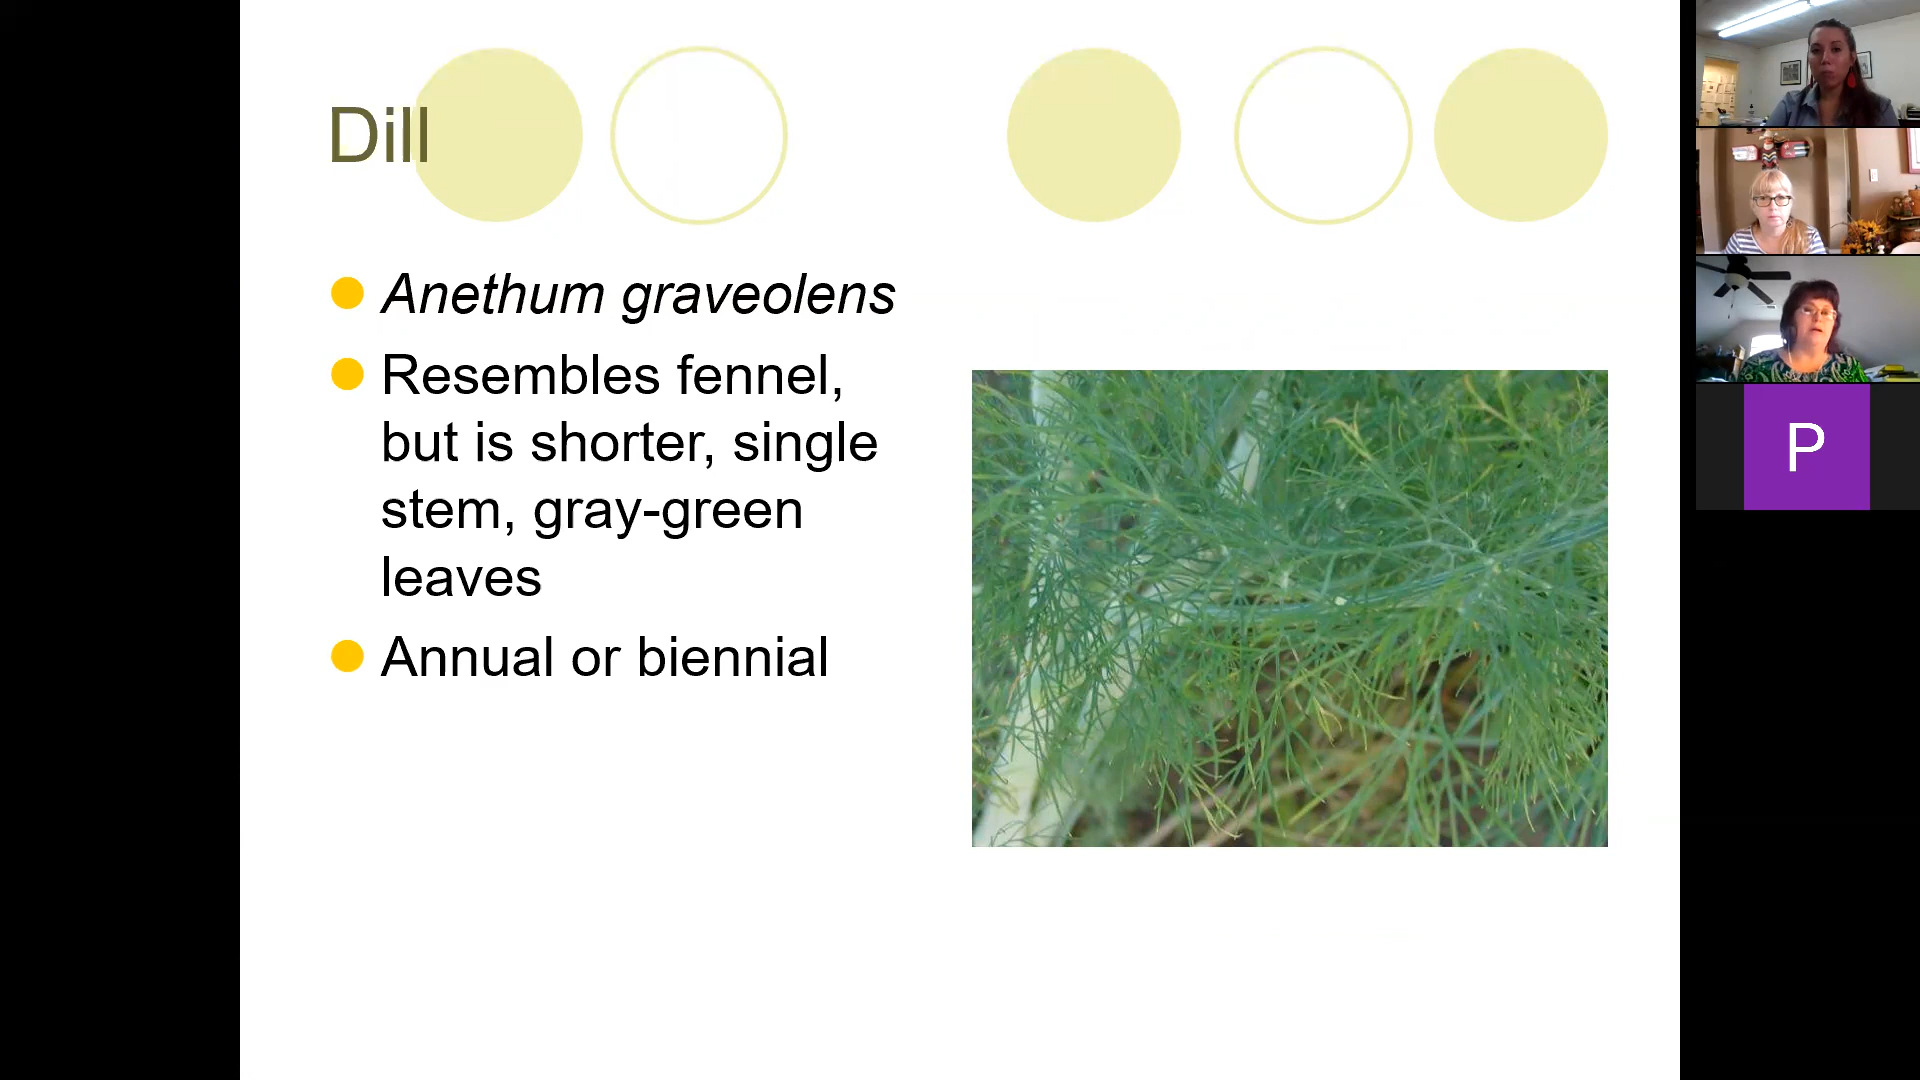 Dill
Anethum graveolens
Resembles fennel,
but is shorter, single
stem, gray-green
leaves
Annual or biennial
P